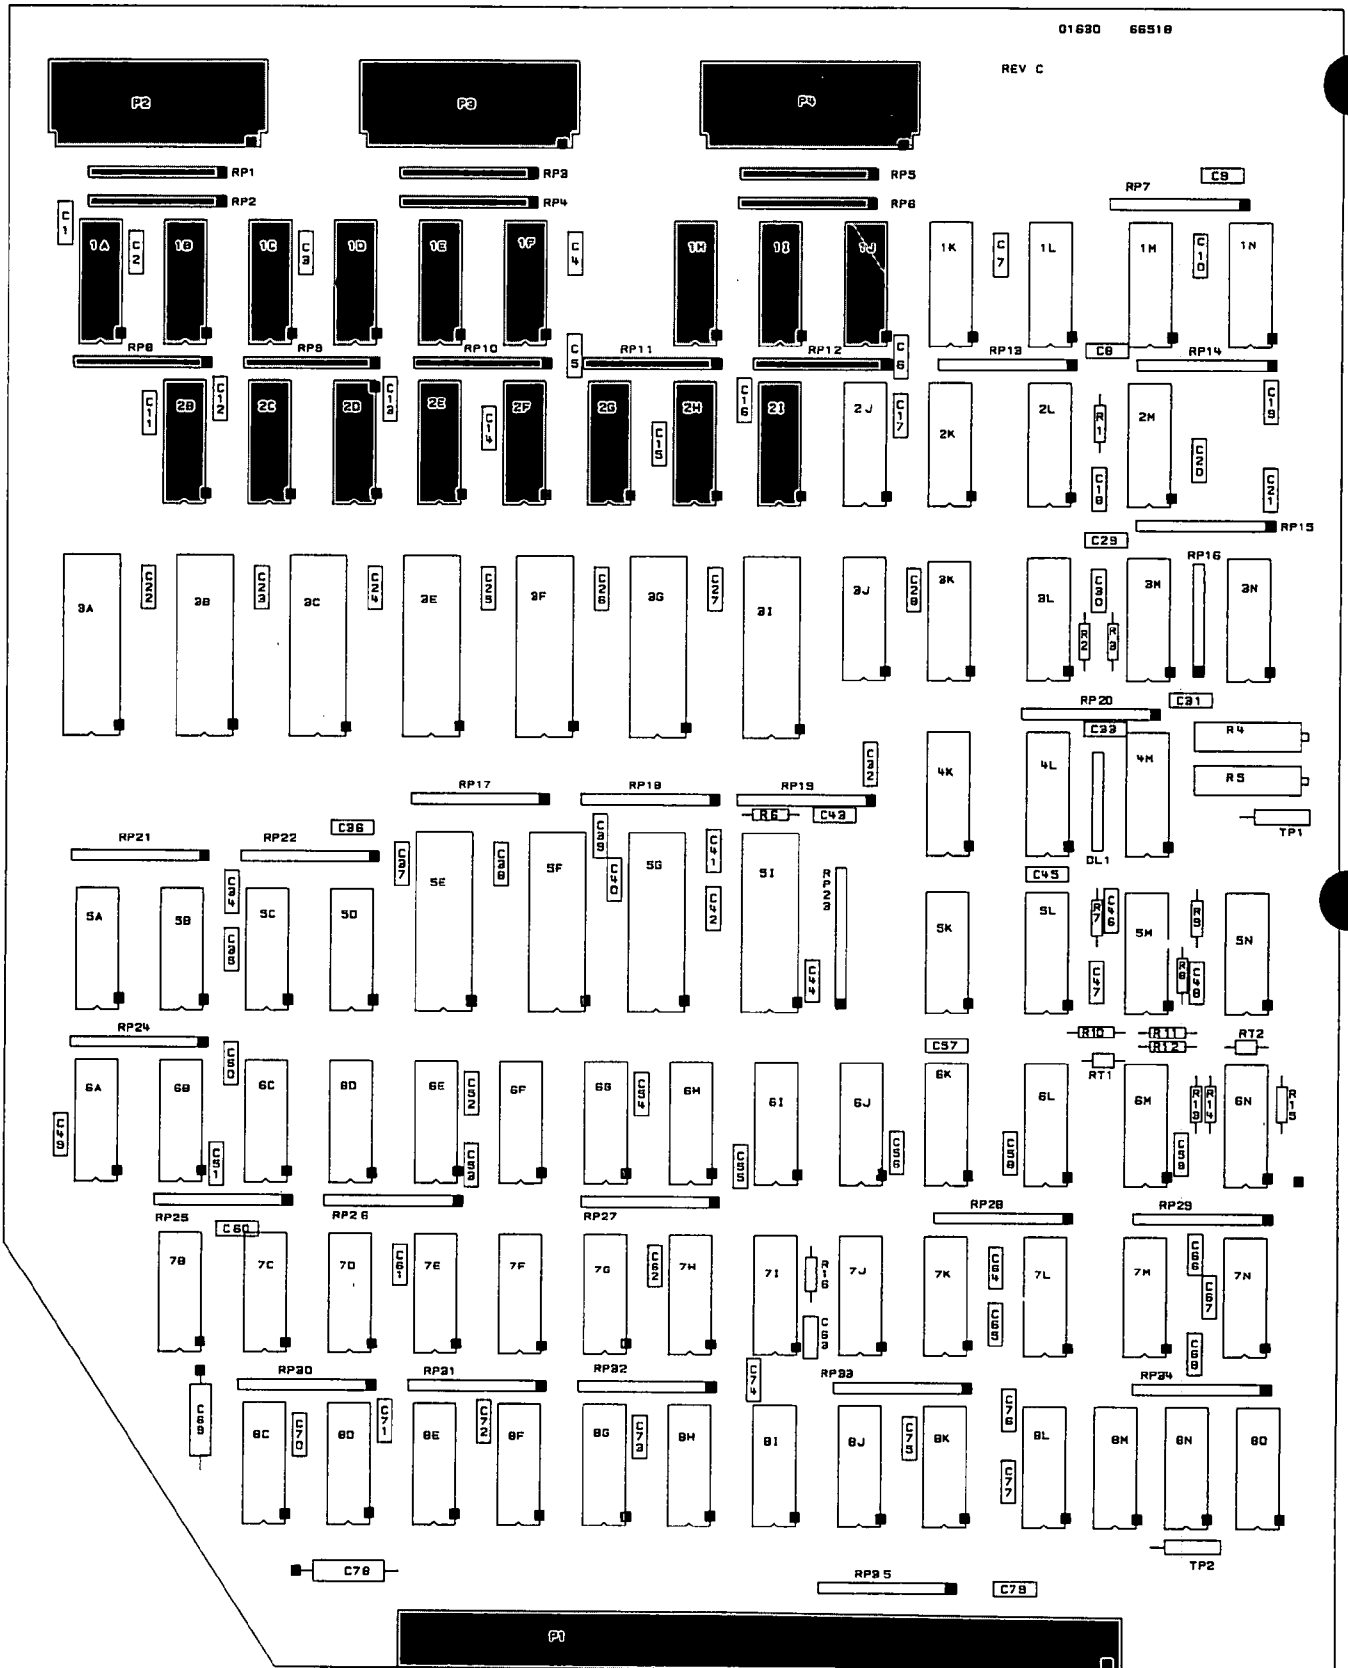 01630 66518
REV C
P2 P3 P4
RP1 RP3 RP5 C9
RP2 RP4 RP6 RP7
C1 1A C2 1B 1C C3 1D 1E 1F C4 1H 1I 1J 1K C7 1L 1M C10 1N
RP8 RP9 RP10 C5 RP11 RP12 C6 RP13 C8 RP14
C11 2B C12 2C 2D C13 2E C14 2F 2G C15 2H C16 2I 2J C17 2K 2L R1 C18 2M C20 C19 C21
RP15
C29 RP16
3A C22 3B C23 3C C24 3E C25 3F C26 3G C27 3I 3J C28 3K 3L C30 R2 R3 3M 3N
RP20 C31
C33 R4
4K 4L 4M R5
C32
RP17 RP18 RP19
R6 C43 TP1
RP21 RP22 C36 DL1
C37 5E C38 5F C39 C40 5G C41 C42 5I RP23 C44 C45
5A 5B C34 C35 5C 5D 5K 5L R7 C46 C47 5M R9 R8 C48 5N
RP24 R10 R11 R12 RT2
C57 RT1
C49 6A 6B C50 C51 6C 6D 6E C52 C53 6F 6G C54 6H C55 6I 6J C56 6K C58 6L 6M C59 R13 R14 6N R15
RP25 RP26 RP27 RP28 RP29
C60
7B 7C 7D C61 7E 7F 7G C62 7H 7I R16 C63 7J 7K C64 C65 7L 7M C66 C67 C68 7N
RP30 RP31 RP32 C74 RP33 RP34
C69 8C C70 8D C71 8E C72 8F 8G C73 8H 8I 8J C75 8K C76 C77 8L 8M 8N 8O
TP2
C78 RP35 C79
P1